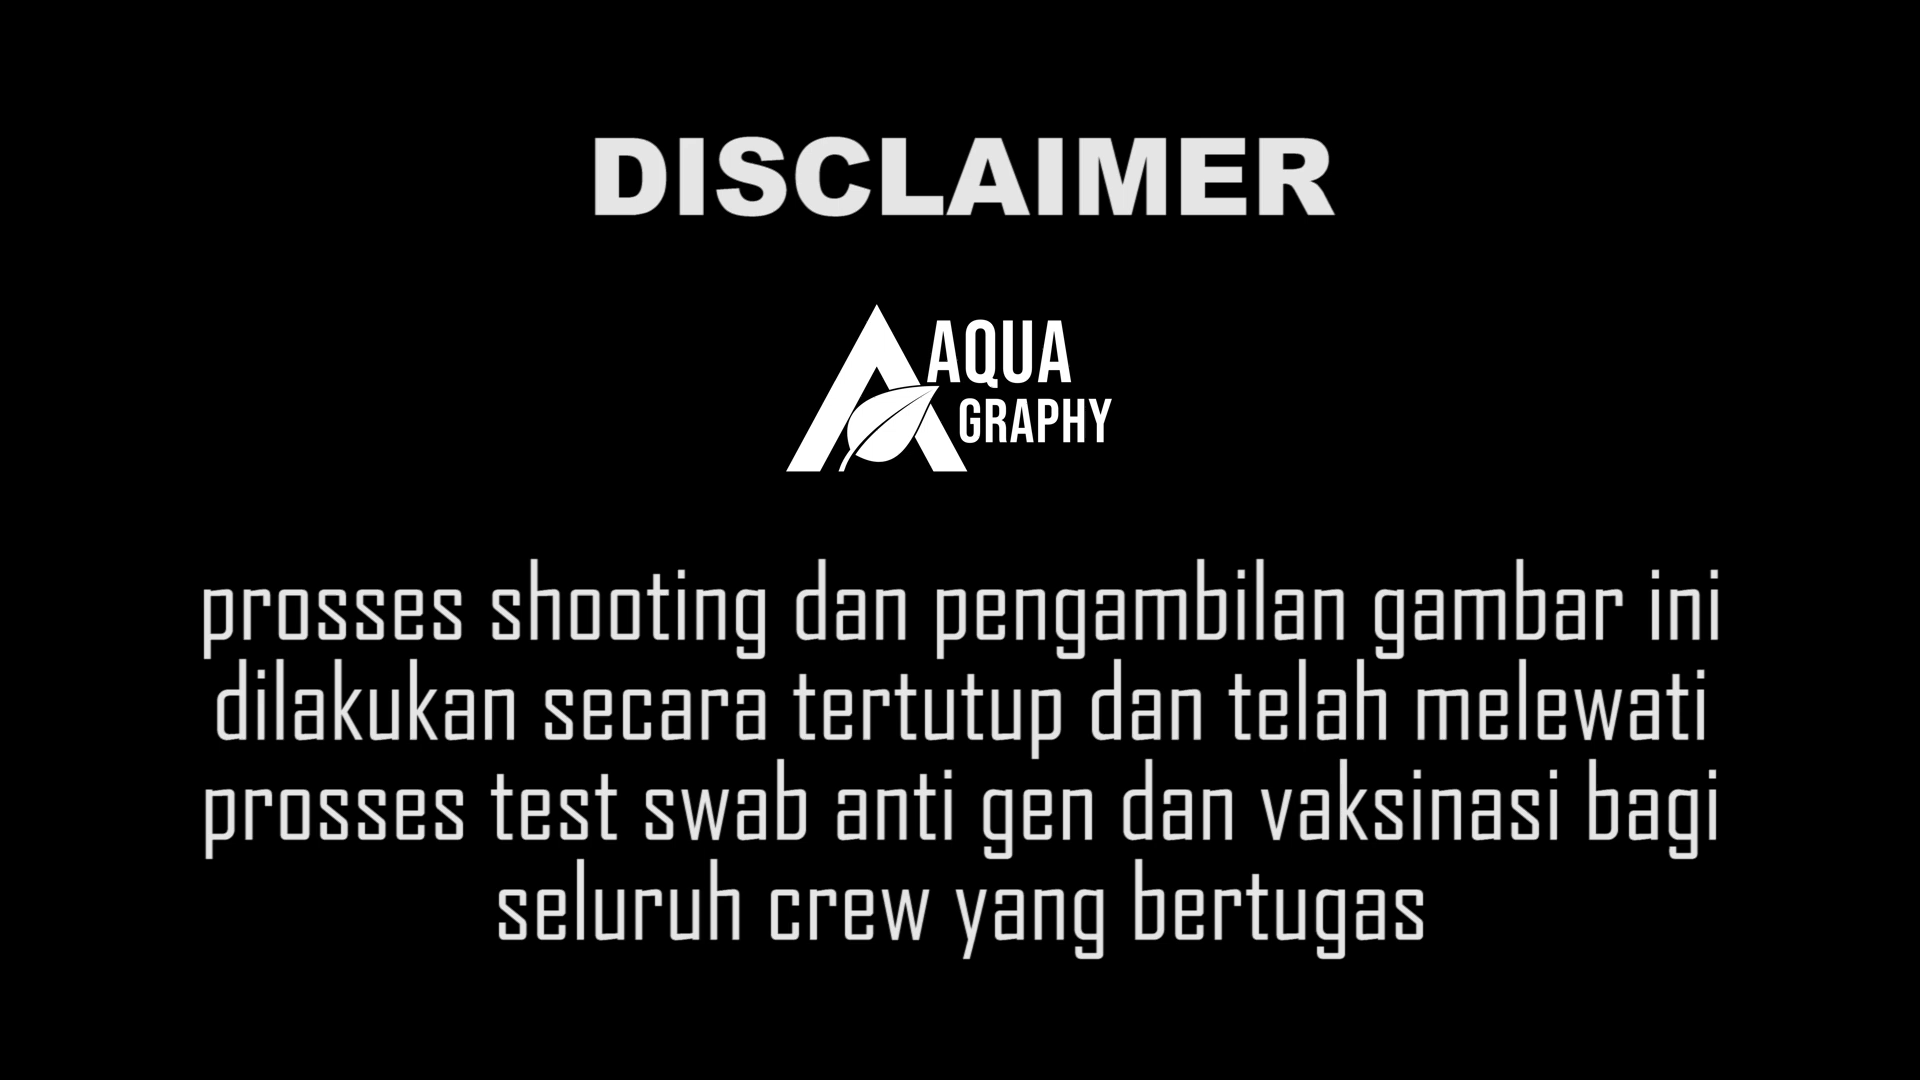 DISCLAIMER
AQUA
GRAPHY
prosses shooting dan pengambilan gambar ini
dilakukan secara tertutup dan telah melewati
prosses test swab anti gen dan vaksinasi bagi
seluruh crew yang bertugas